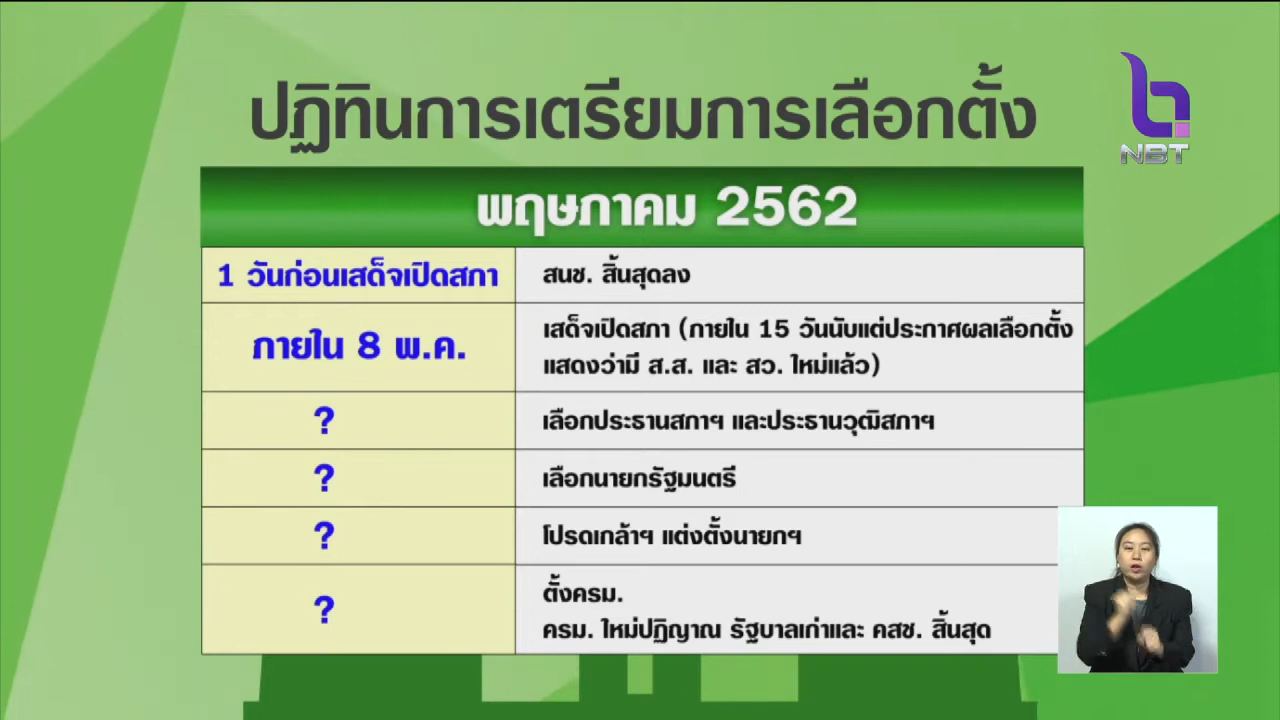 ปฏิทินการเตรียมการเลือกตั้ง
NBT
พฤษภาคม 2562
1 วันก่อนเสด็จเปิดสภา
สนช. สิ้นสุดลง
ภายใน 8 พ.ค.
เสด็จเปิดสภา (ภายใน 15 วันนับแต่ประกาศผลเลือกตั้ง
แสดงว่ามี ส.ส. และ สว. ใหม่แล้ว)
?
เลือกประธานสภาฯ และประธานวุฒิสภาฯ
?
เลือกนายกรัฐมนตรี
?
โปรดเกล้าฯ แต่งตั้งนายกฯ
?
ตั้งครม.
ครม. ใหม่ปฏิญาณ รัฐบาลเก่าและ คสช. สิ้นสุด